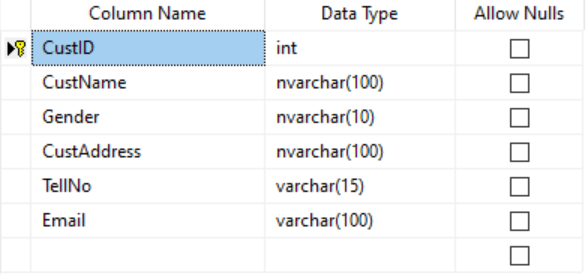 Column Name Data Type Allow Nulls
CustID int
CustName nvarchar(100)
Gender nvarchar(10)
CustAddress nvarchar(100)
TellNo varchar(15)
Email varchar(100)